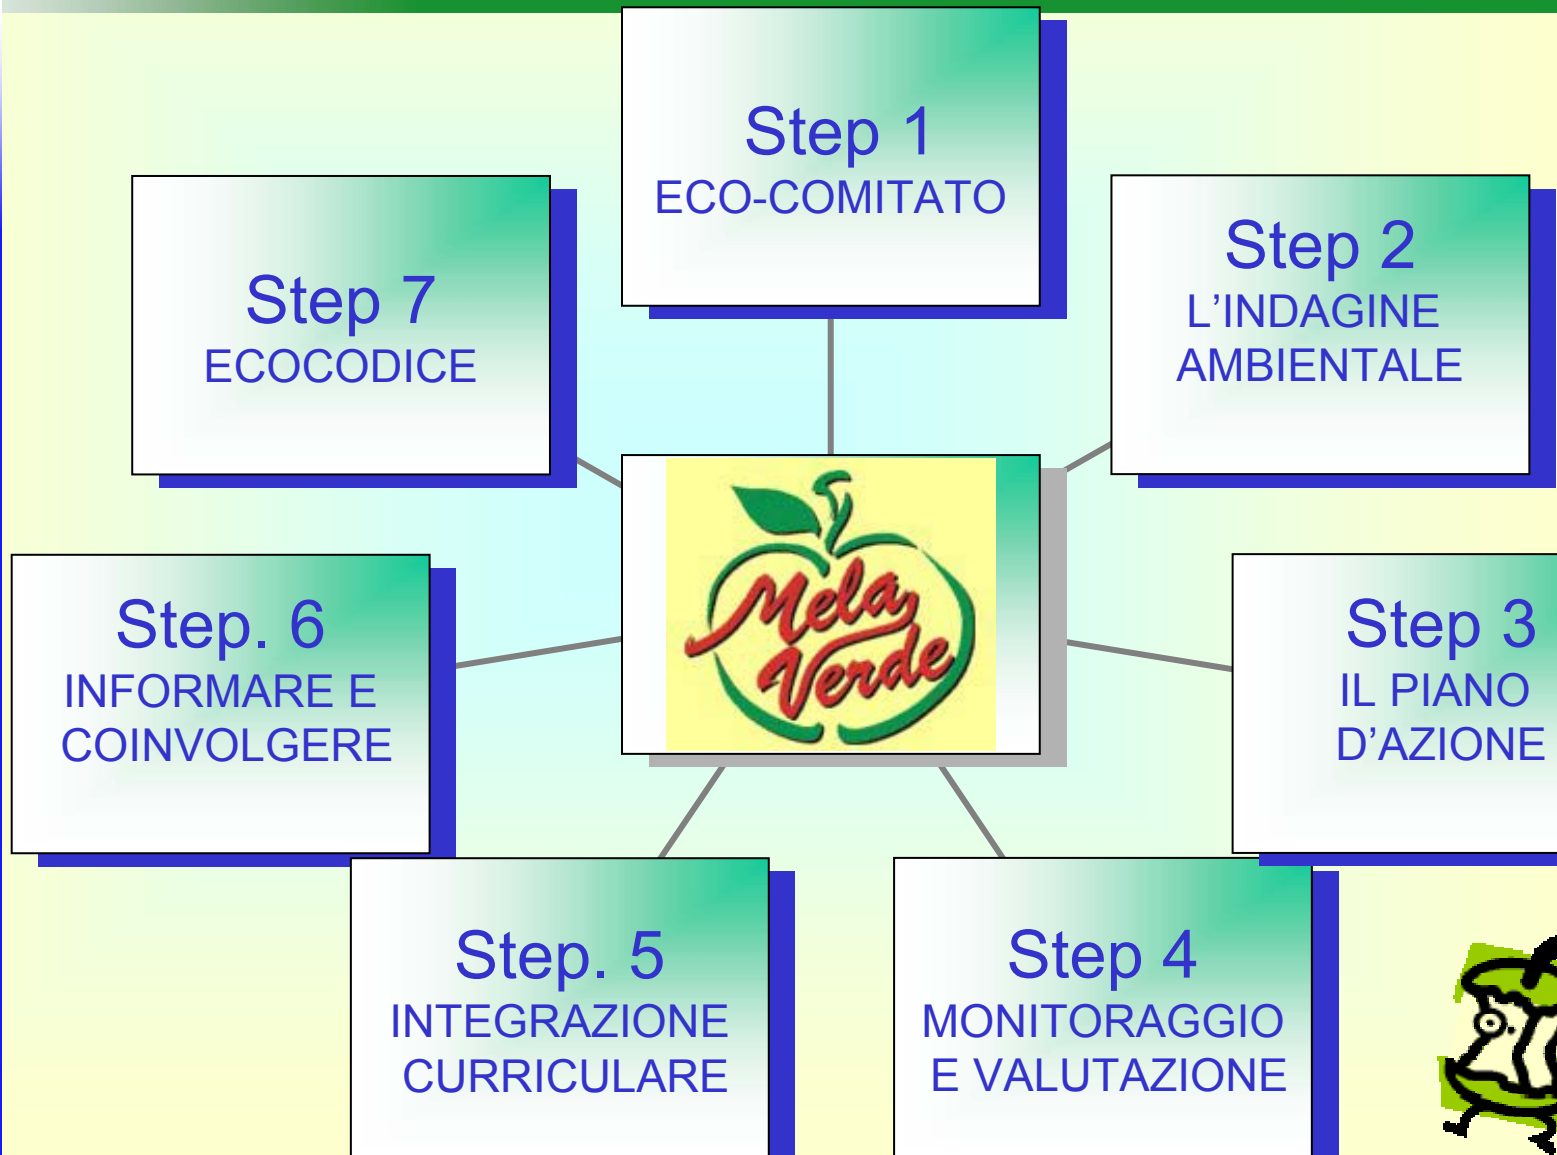 Step 1
ECO-COMITATO
Step 2
L’INDAGINE
AMBIENTALE
Step 3
IL PIANO
D’AZIONE
Step 4
MONITORAGGIO
E VALUTAZIONE
Step. 5
INTEGRAZIONE
CURRICULARE
Step. 6
INFORMARE E
COINVOLGERE
Step 7
ECOCODICE
Mela
Verde